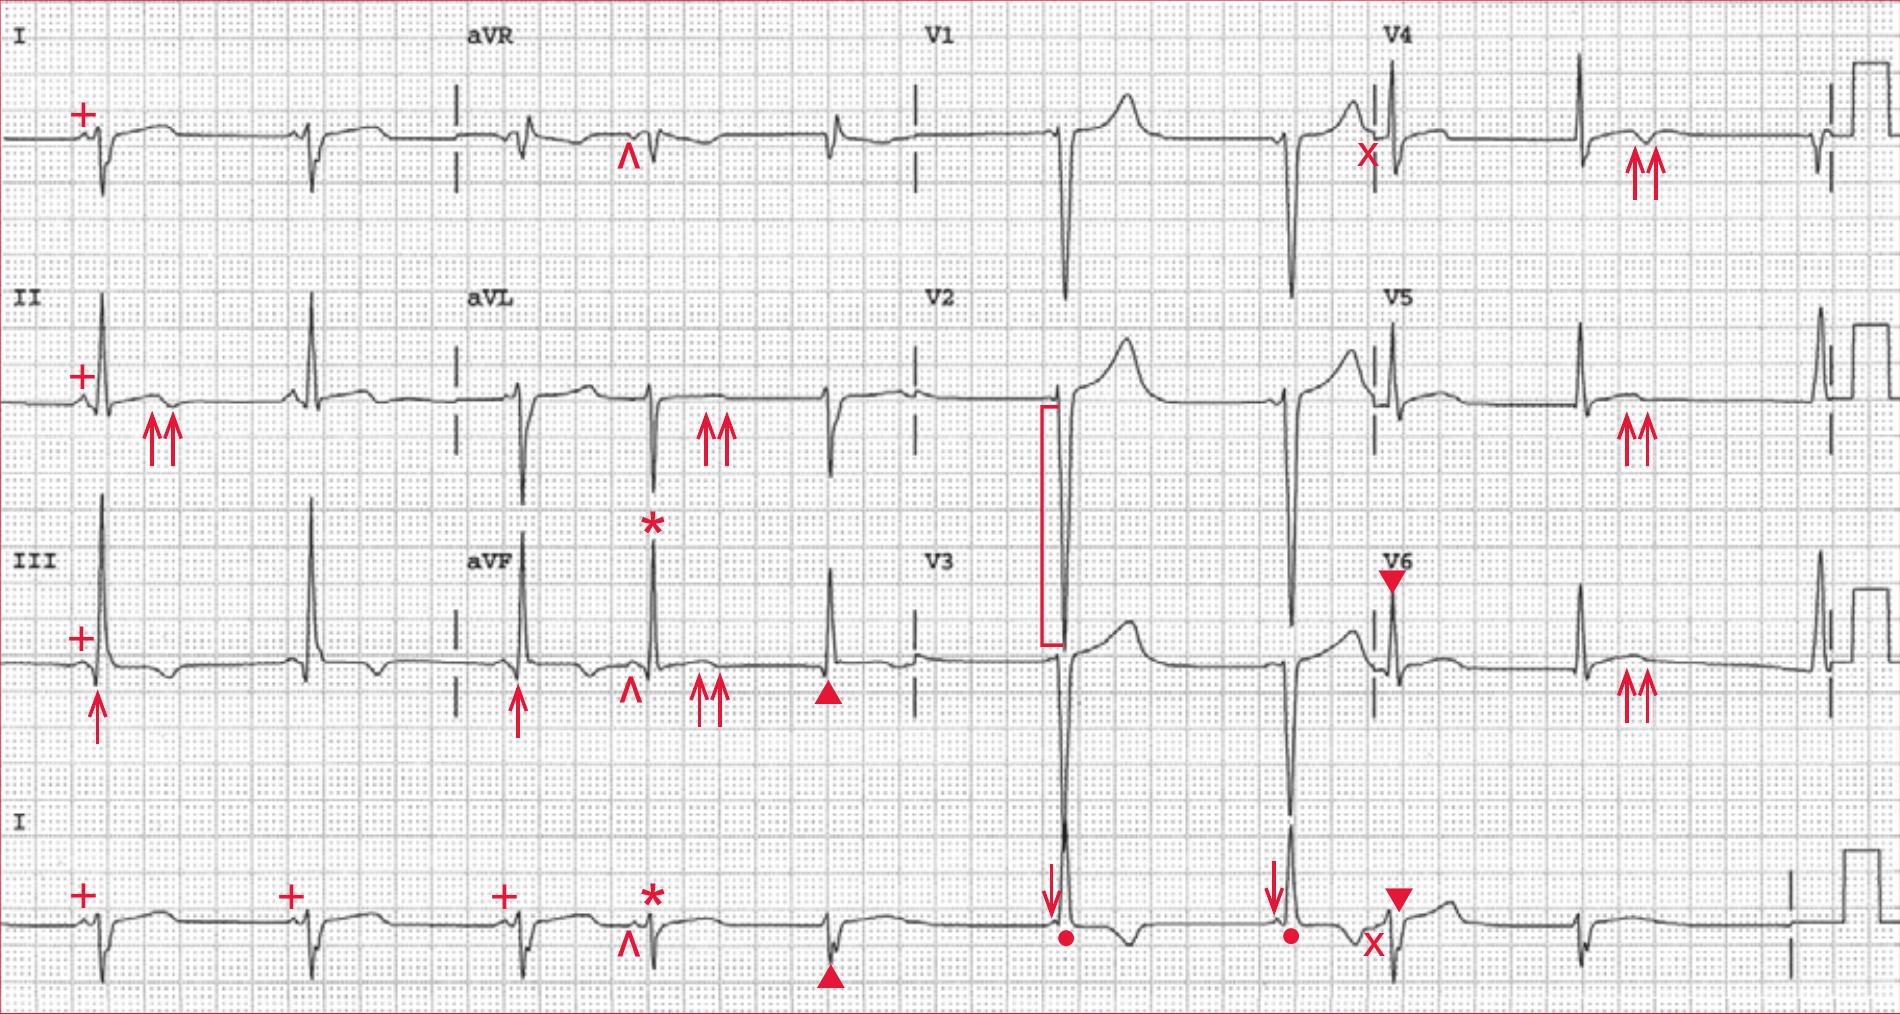 I aVR V1 V4
+
^
x
II aVL V2 V5
+
*
III aVF V3 V6
+
^
I
+ + + *
^
x